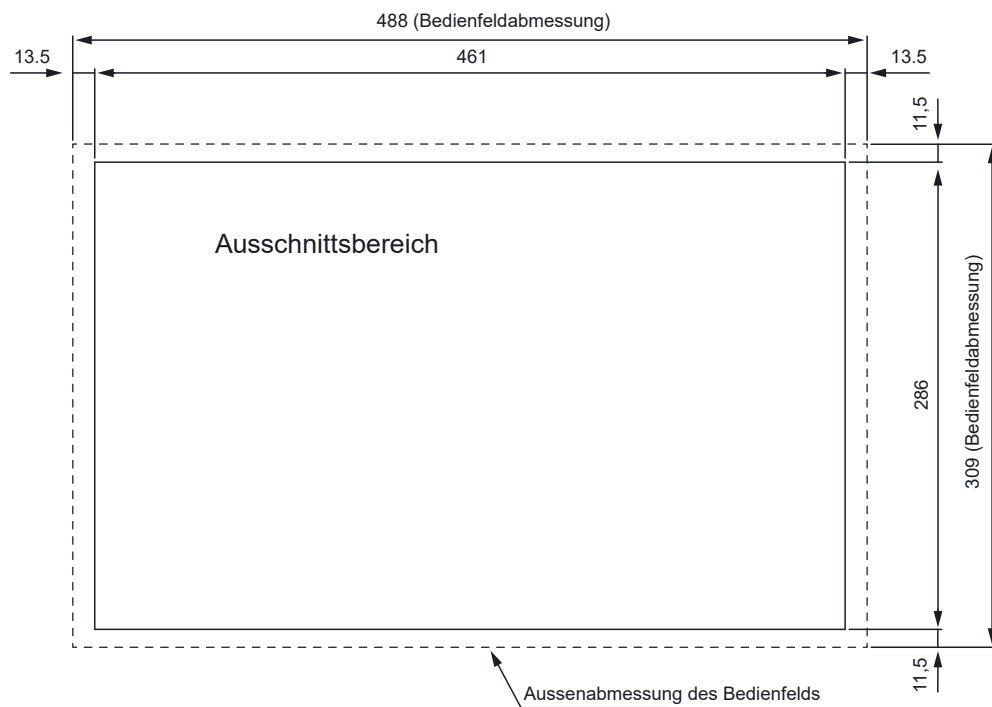 488 (Bedienfeldabmessung)
13.5
461
13.5
11,5
Ausschnittsbereich
286
309 (Bedienfeldabmessung)
11,5
Aussenabmessung des Bedienfelds